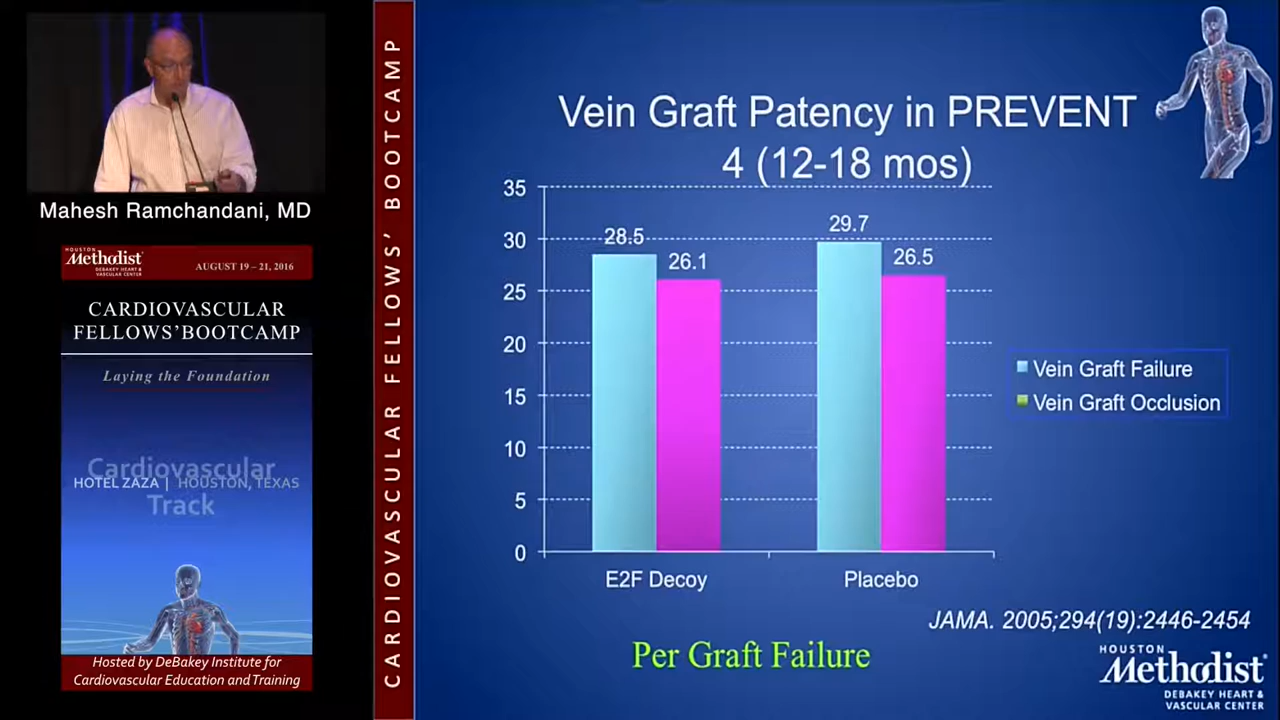 Mahesh Ramchandani, MD
HOUSTON
Methodist
DEBAKEY HEART &
VASCULAR CENTER
AUGUST 19 – 21, 2016
CARDIOVASCULAR
FELLOWS'BOOTCAMP
Laying the Foundation
Cardiovascular
HOTEL ZAZA | HOUSTON, TEXAS
Track
Hosted by DeBakey Institute for
Cardiovascular Education and Training
CARDIOVASCULAR FELLOWS' BOOTCAMP
Vein Graft Patency in PREVENT
4 (12-18 mos)
35
30
25
20
15
10
5
0
28.5
26.1
29.7
26.5
E2F Decoy
Placebo
Vein Graft Failure
Vein Graft Occlusion
JAMA. 2005;294(19):2446-2454
Per Graft Failure
HOUSTON
Methodist
DEBAKEY HEART &
VASCULAR CENTER